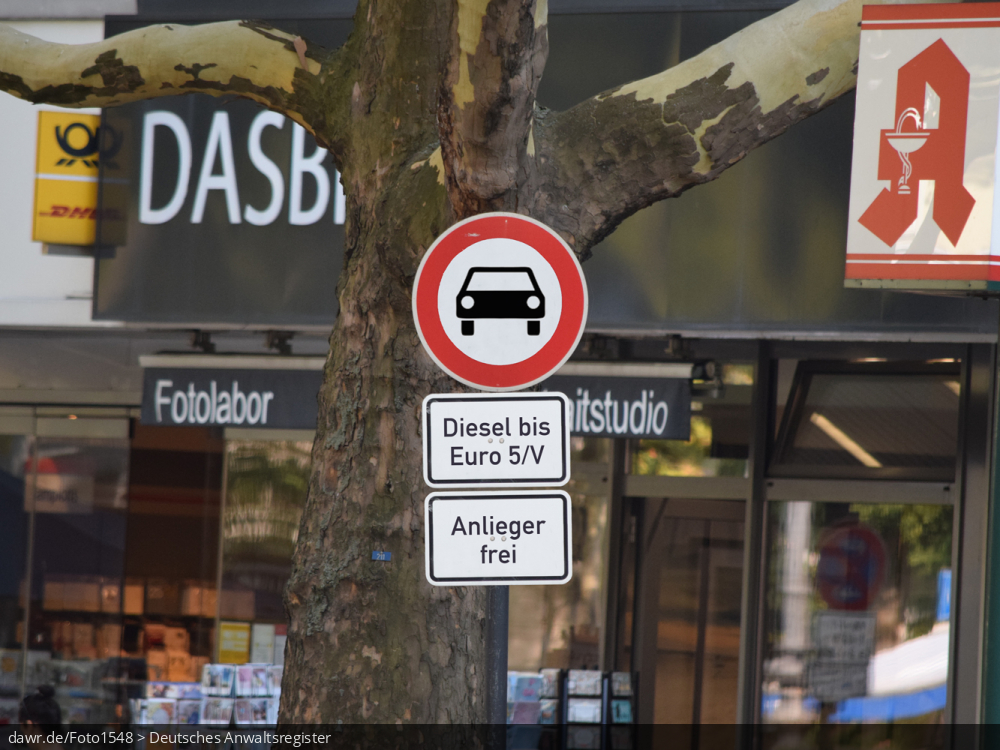 DASB
DHL
Fotolabor
itstudio
Diesel bis
Euro 5/V
Anlieger
frei
dawr.de/Foto1548 > Deutsches Anwaltsregister